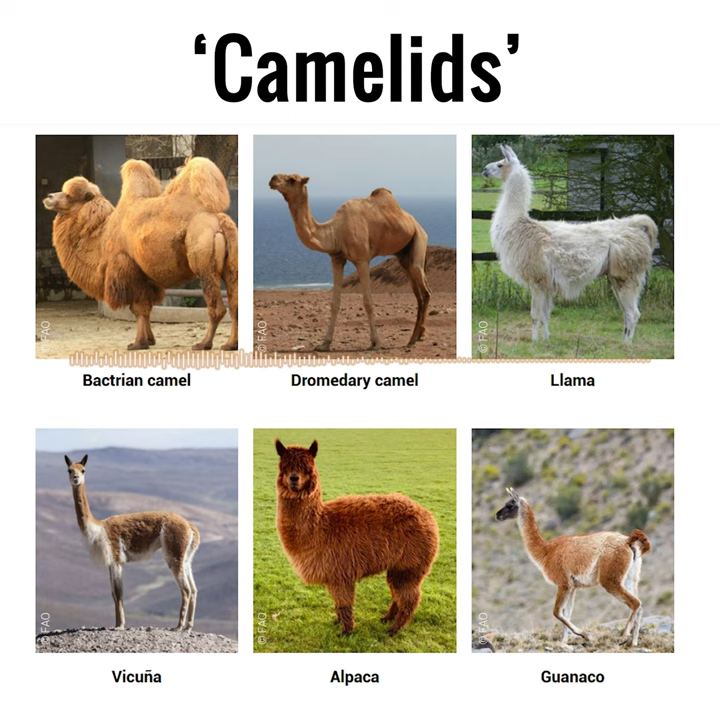 ‘Camelids’
© FAO
© FAO
© FAO
Bactrian camel
Dromedary camel
Llama
© FAO
© FAO
© FAO
Vicuña
Alpaca
Guanaco